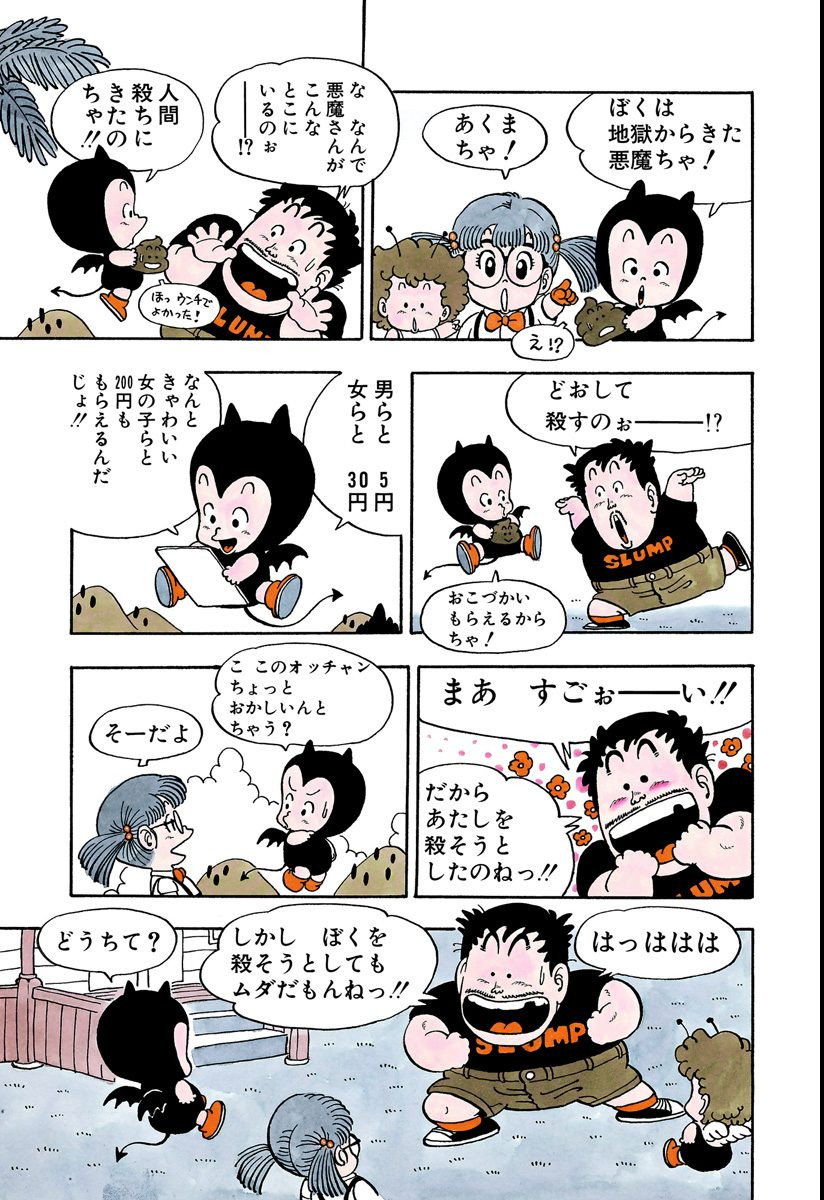 ぼくは
地獄からきた
悪魔ちゃ！
あくま
ちゃ！
え!?
な　なんで
悪魔さんが
こんな
とこに
いるのぉ
――!?
人間
殺ちに
きたの
ちゃ!!
ほっ ウンチで
よかった！
SLUMP
どおして
殺すのぉ―――!?
SLUMP
おこづかい
もらえるから
ちゃ！
男らと　5円
女らと　30円
なんと
きゃわいい
女の子らと
200円も
もらえるんだ
じょ!!
まあ　すごぉ――い!!
だから
あたしを
殺そうと
したのねっ!!
SLUMP
こ　このオッチャン
ちょっと
おかしいんと
ちゃう？
そーだよ
はっははは
しかし　ぼくを
殺そうとしても
ムダだもんねっ!!
SLUMP
どうちて？